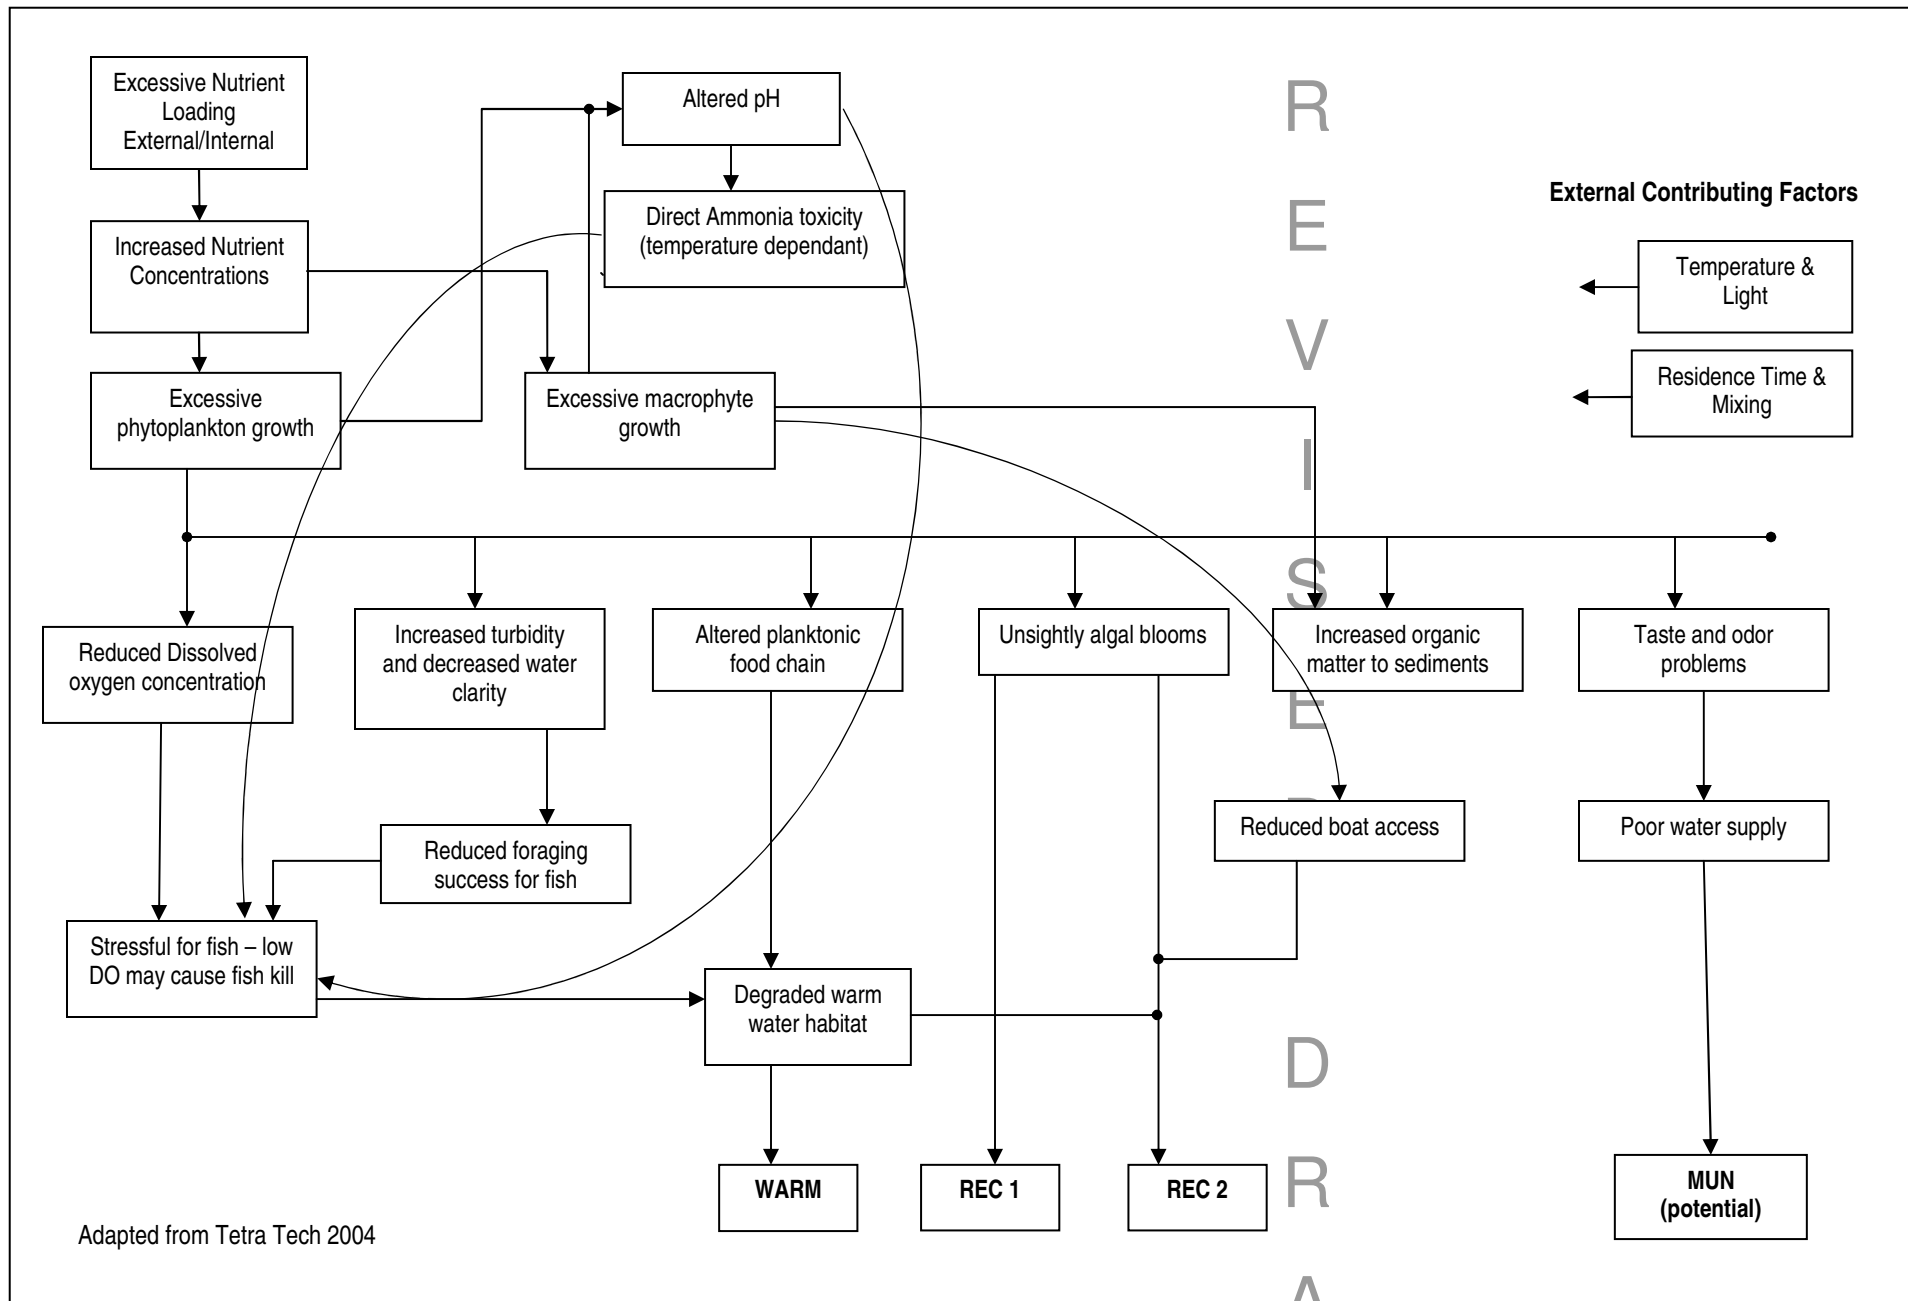 Excessive Nutrient
Loading
External/Internal
Altered pH
External Contributing Factors
Direct Ammonia toxicity
(temperature dependant)
Increased Nutrient
Concentrations
Temperature &
Light
Residence Time &
Mixing
Excessive
phytoplankton growth
Excessive macrophyte
growth
Reduced Dissolved
oxygen concentration
Increased turbidity
and decreased water
clarity
Altered planktonic
food chain
Unsightly algal blooms
Increased organic
matter to sediments
Taste and odor
problems
Reduced foraging
success for fish
Reduced boat access
Poor water supply
Stressful for fish – low
DO may cause fish kill
Degraded warm
water habitat
WARM
REC 1
REC 2
MUN
(potential)
Adapted from Tetra Tech 2004
R
E
V
I
S
E
D
D
R
A